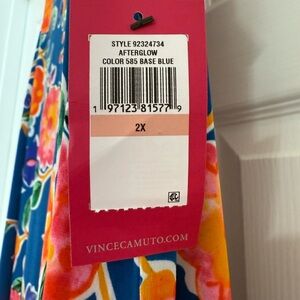 STYLE 92324734
AFTERGLOW
COLOR 585 BASE BLUE
1 97123 81577 9
2X
VINCECAMUTO.COM